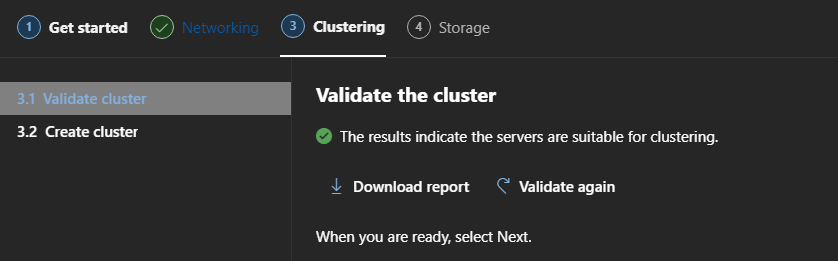 1 Get started Networking 3 Clustering 4 Storage
3.1 Validate cluster
3.2 Create cluster
Validate the cluster
The results indicate the servers are suitable for clustering.
Download report Validate again
When you are ready, select Next.